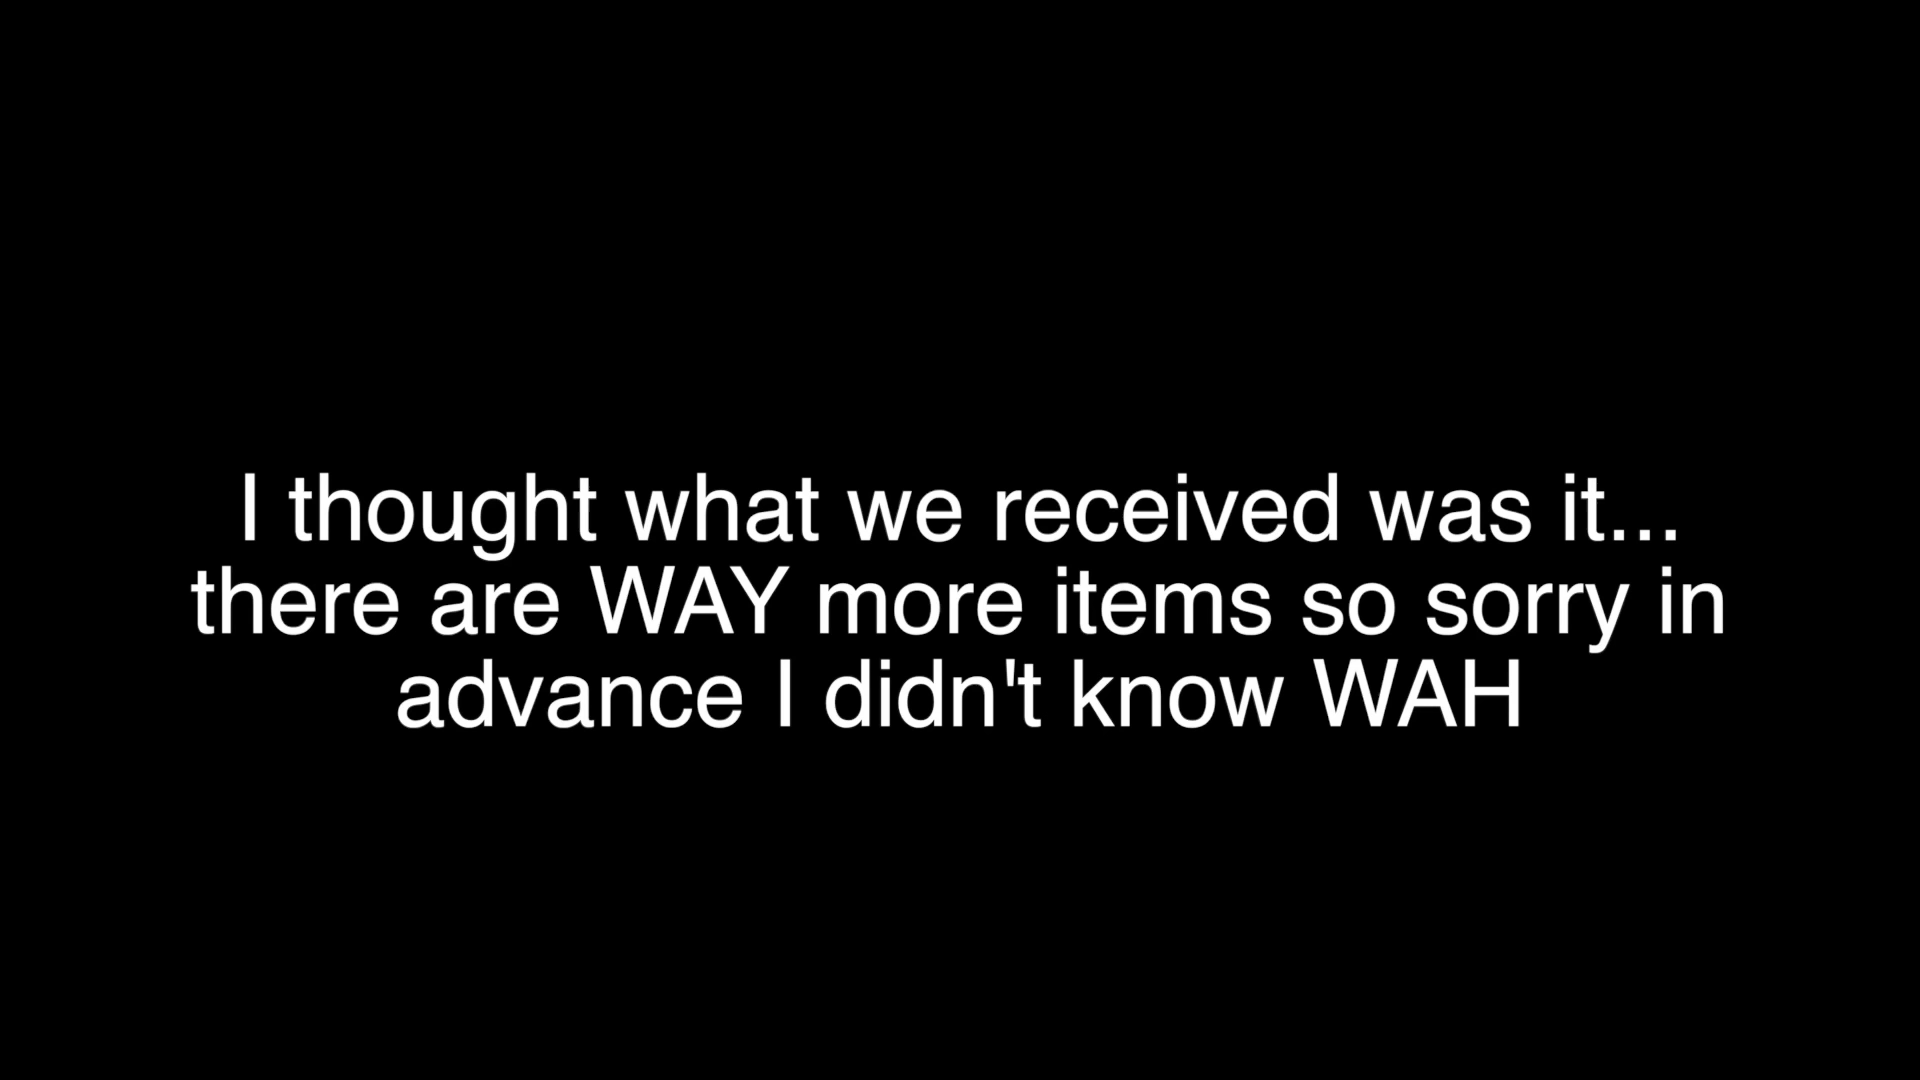 I thought what we received was it...
there are WAY more items so sorry in
advance I didn't know WAH